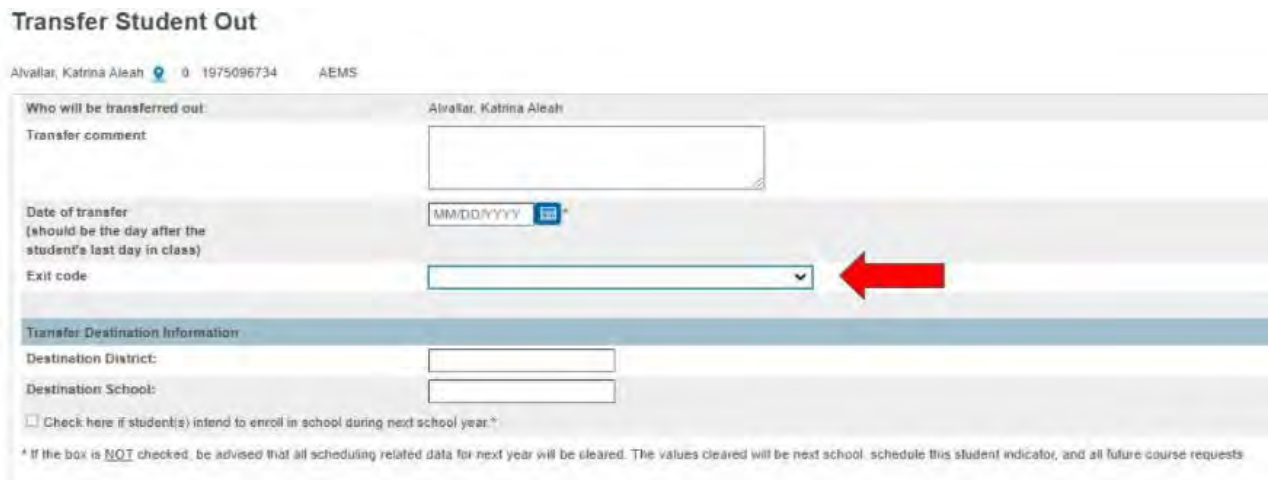 Transfer Student Out
Alvallar, Katrina Aleah 0 1975096734 AEMS
Who will be transferred out Alvallar, Katrina Aleah
Transfer comment
Date of transfer MM/DD/YYYY *
(should be the day after the
student's last day in class)
Exit code
Transfer Destination Information
Destination District:
Destination School:
Check here if student(s) intend to enroll in school during next school year.*
* If the box is NOT checked, be advised that all scheduling related data for next year will be cleared. The values cleared will be next school, schedule this student indicator, and all future course requests